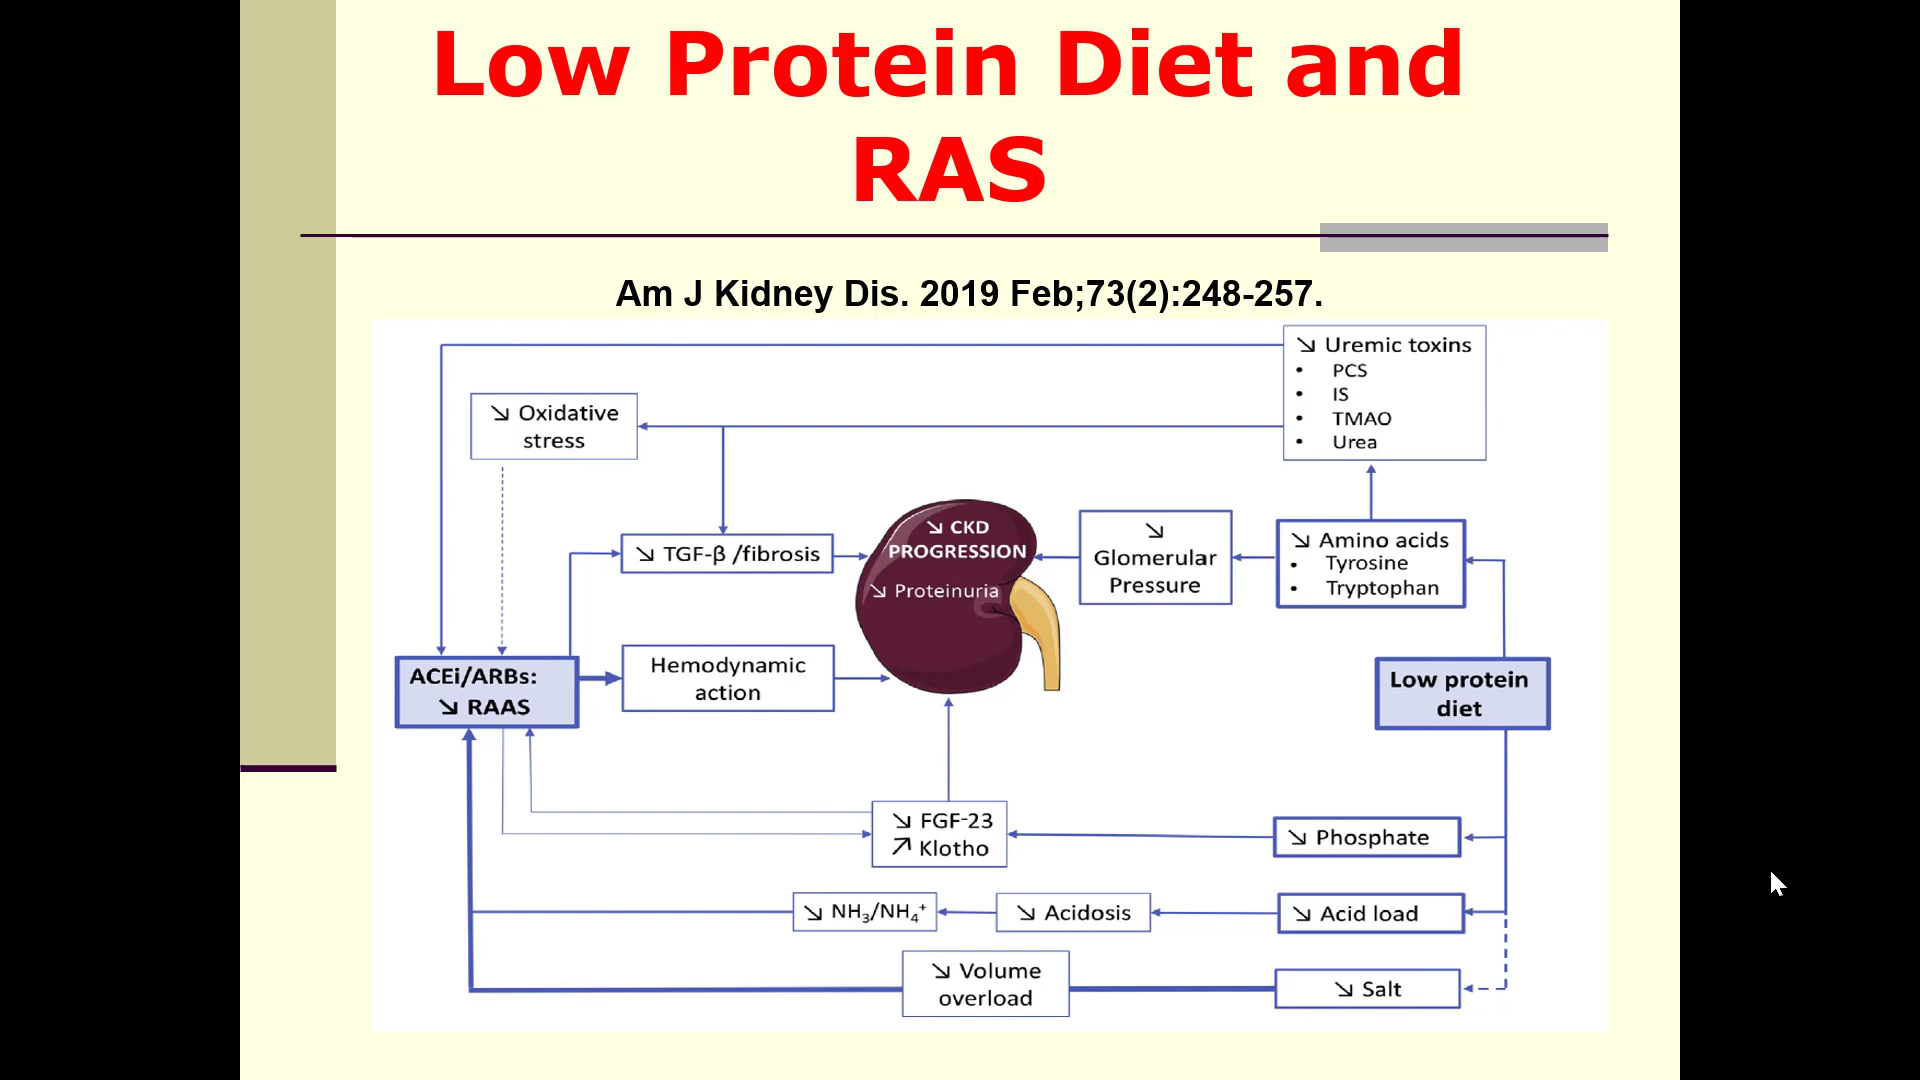 Low Protein Diet and
RAS
Am J Kidney Dis. 2019 Feb;73(2):248-257.
↘ Uremic toxins
• PCS
• IS
• TMAO
• Urea
↘ Oxidative
stress
↘ CKD
PROGRESSION
↘ Proteinuria
↘ TGF-β /fibrosis
↘
Glomerular
Pressure
↘ Amino acids
• Tyrosine
• Tryptophan
ACEi/ARBs:
↘ RAAS
Hemodynamic
action
Low protein
diet
↘ FGF-23
↗ Klotho
↘ Phosphate
↘ NH₃/NH₄⁺
↘ Acidosis
↘ Acid load
↘ Volume
overload
↘ Salt